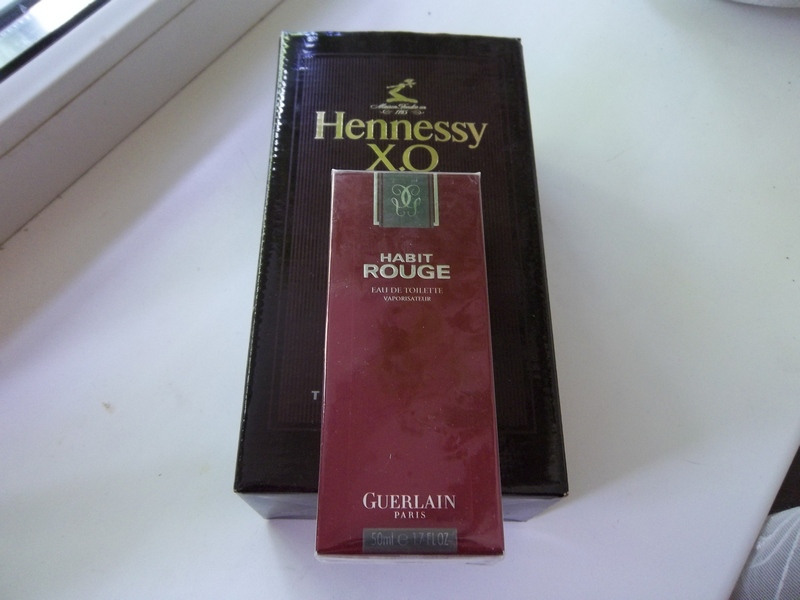 Hennessy
X.O
HABIT
ROUGE
EAU DE TOILETTE
VAPORISATEUR
T
GUERLAIN
PARIS
50ml e 1.7 FL.OZ